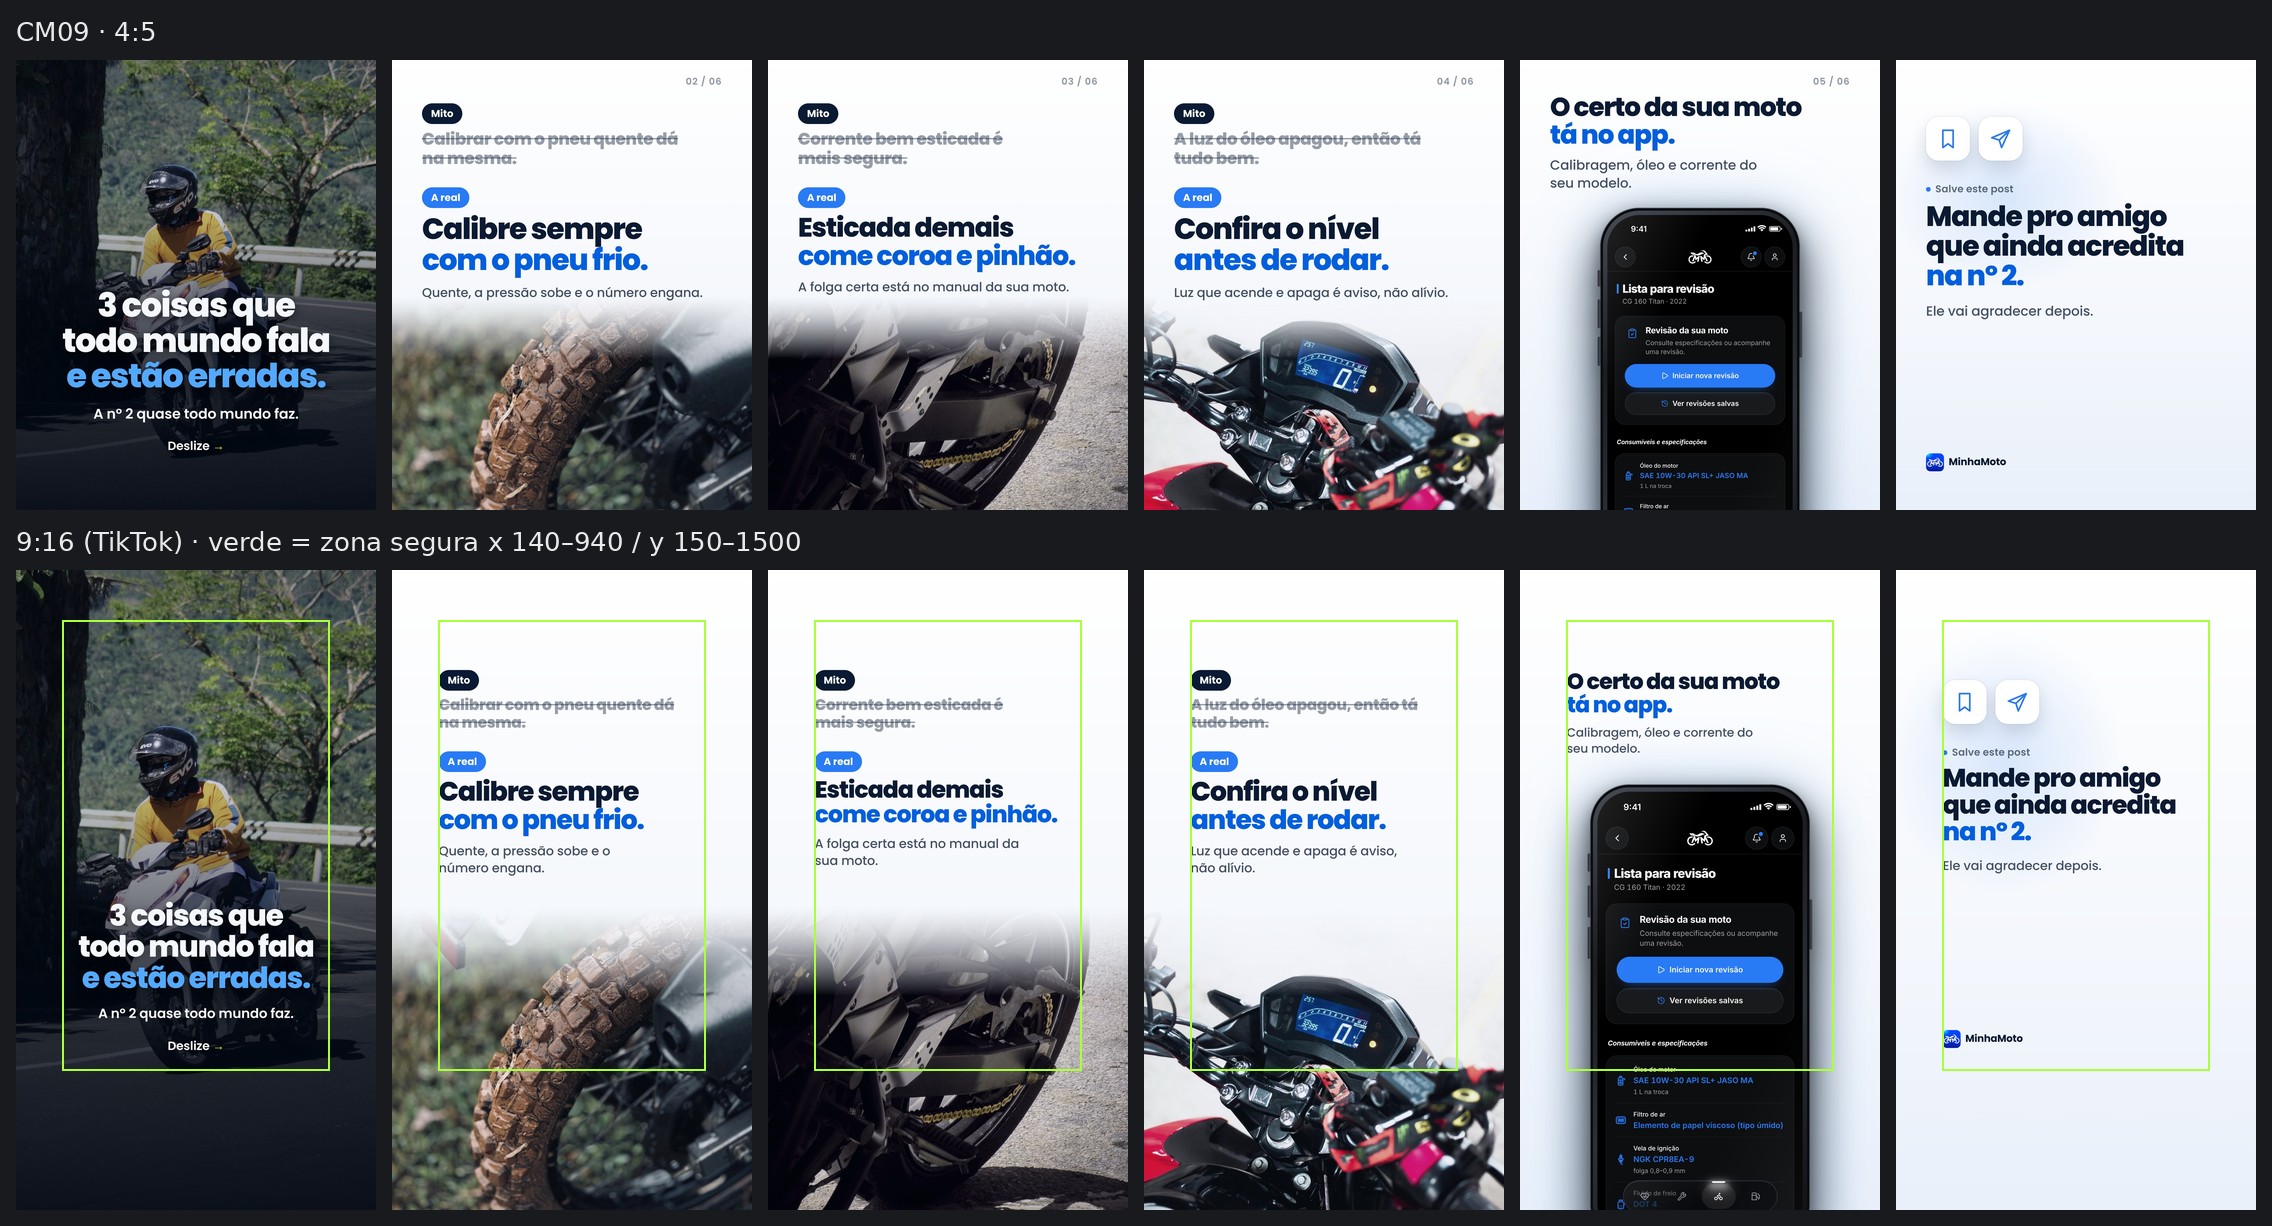 CM09 · 4:5
3 coisas que
todo mundo fala
e estão erradas.
A nº 2 quase todo mundo faz.
Deslize →
02 / 06
Mito
Calibrar com o pneu quente dá
na mesma.
A real
Calibre sempre
com o pneu frio.
Quente, a pressão sobe e o número engana.
03 / 06
Mito
Corrente bem esticada é
mais segura.
A real
Esticada demais
come coroa e pinhão.
A folga certa está no manual da sua moto.
04 / 06
Mito
A luz do óleo apagou, então tá
tudo bem.
A real
Confira o nível
antes de rodar.
Luz que acende e apaga é aviso, não alívio.
05 / 06
O certo da sua moto
tá no app.
Calibragem, óleo e corrente do
seu modelo.
9:41
Lista para revisão
CG 160 Titan · 2022
Revisão da sua moto
Consulte especificações ou acompanhe
uma revisão.
Iniciar nova revisão
Ver revisões salvas
Consumíveis e especificações
Óleo do motor
SAE 10W-30 API SL+ JASO MA
1 L na troca
Filtro de ar
Salve este post
Mande pro amigo
que ainda acredita
na nº 2.
Ele vai agradecer depois.
MinhaMoto
9:16 (TikTok) · verde = zona segura x 140–940 / y 150–1500
EVO
3 coisas que
todo mundo fala
e estão erradas.
A nº 2 quase todo mundo faz.
Deslize →
Mito
Calibrar com o pneu quente dá
na mesma.
A real
Calibre sempre
com o pneu frio.
Quente, a pressão sobe e o
número engana.
Mito
Corrente bem esticada é
mais segura.
A real
Esticada demais
come coroa e pinhão.
A folga certa está no manual da
sua moto.
Mito
A luz do óleo apagou, então tá
tudo bem.
A real
Confira o nível
antes de rodar.
Luz que acende e apaga é aviso,
não alívio.
O certo da sua moto
tá no app.
Calibragem, óleo e corrente do
seu modelo.
9:41
Lista para revisão
CG 160 Titan · 2022
Revisão da sua moto
Consulte especificações ou acompanhe
uma revisão.
Iniciar nova revisão
Ver revisões salvas
Consumíveis e especificações
Óleo do motor
SAE 10W-30 API SL+ JASO MA
1 L na troca
Filtro de ar
Elemento de papel viscoso (tipo úmido)
Vela de ignição
NGK CPR8EA-9
folga 0,8-0,9 mm
Fluido de freio
DOT 4
Salve este post
Mande pro amigo
que ainda acredita
na nº 2.
Ele vai agradecer depois.
MinhaMoto